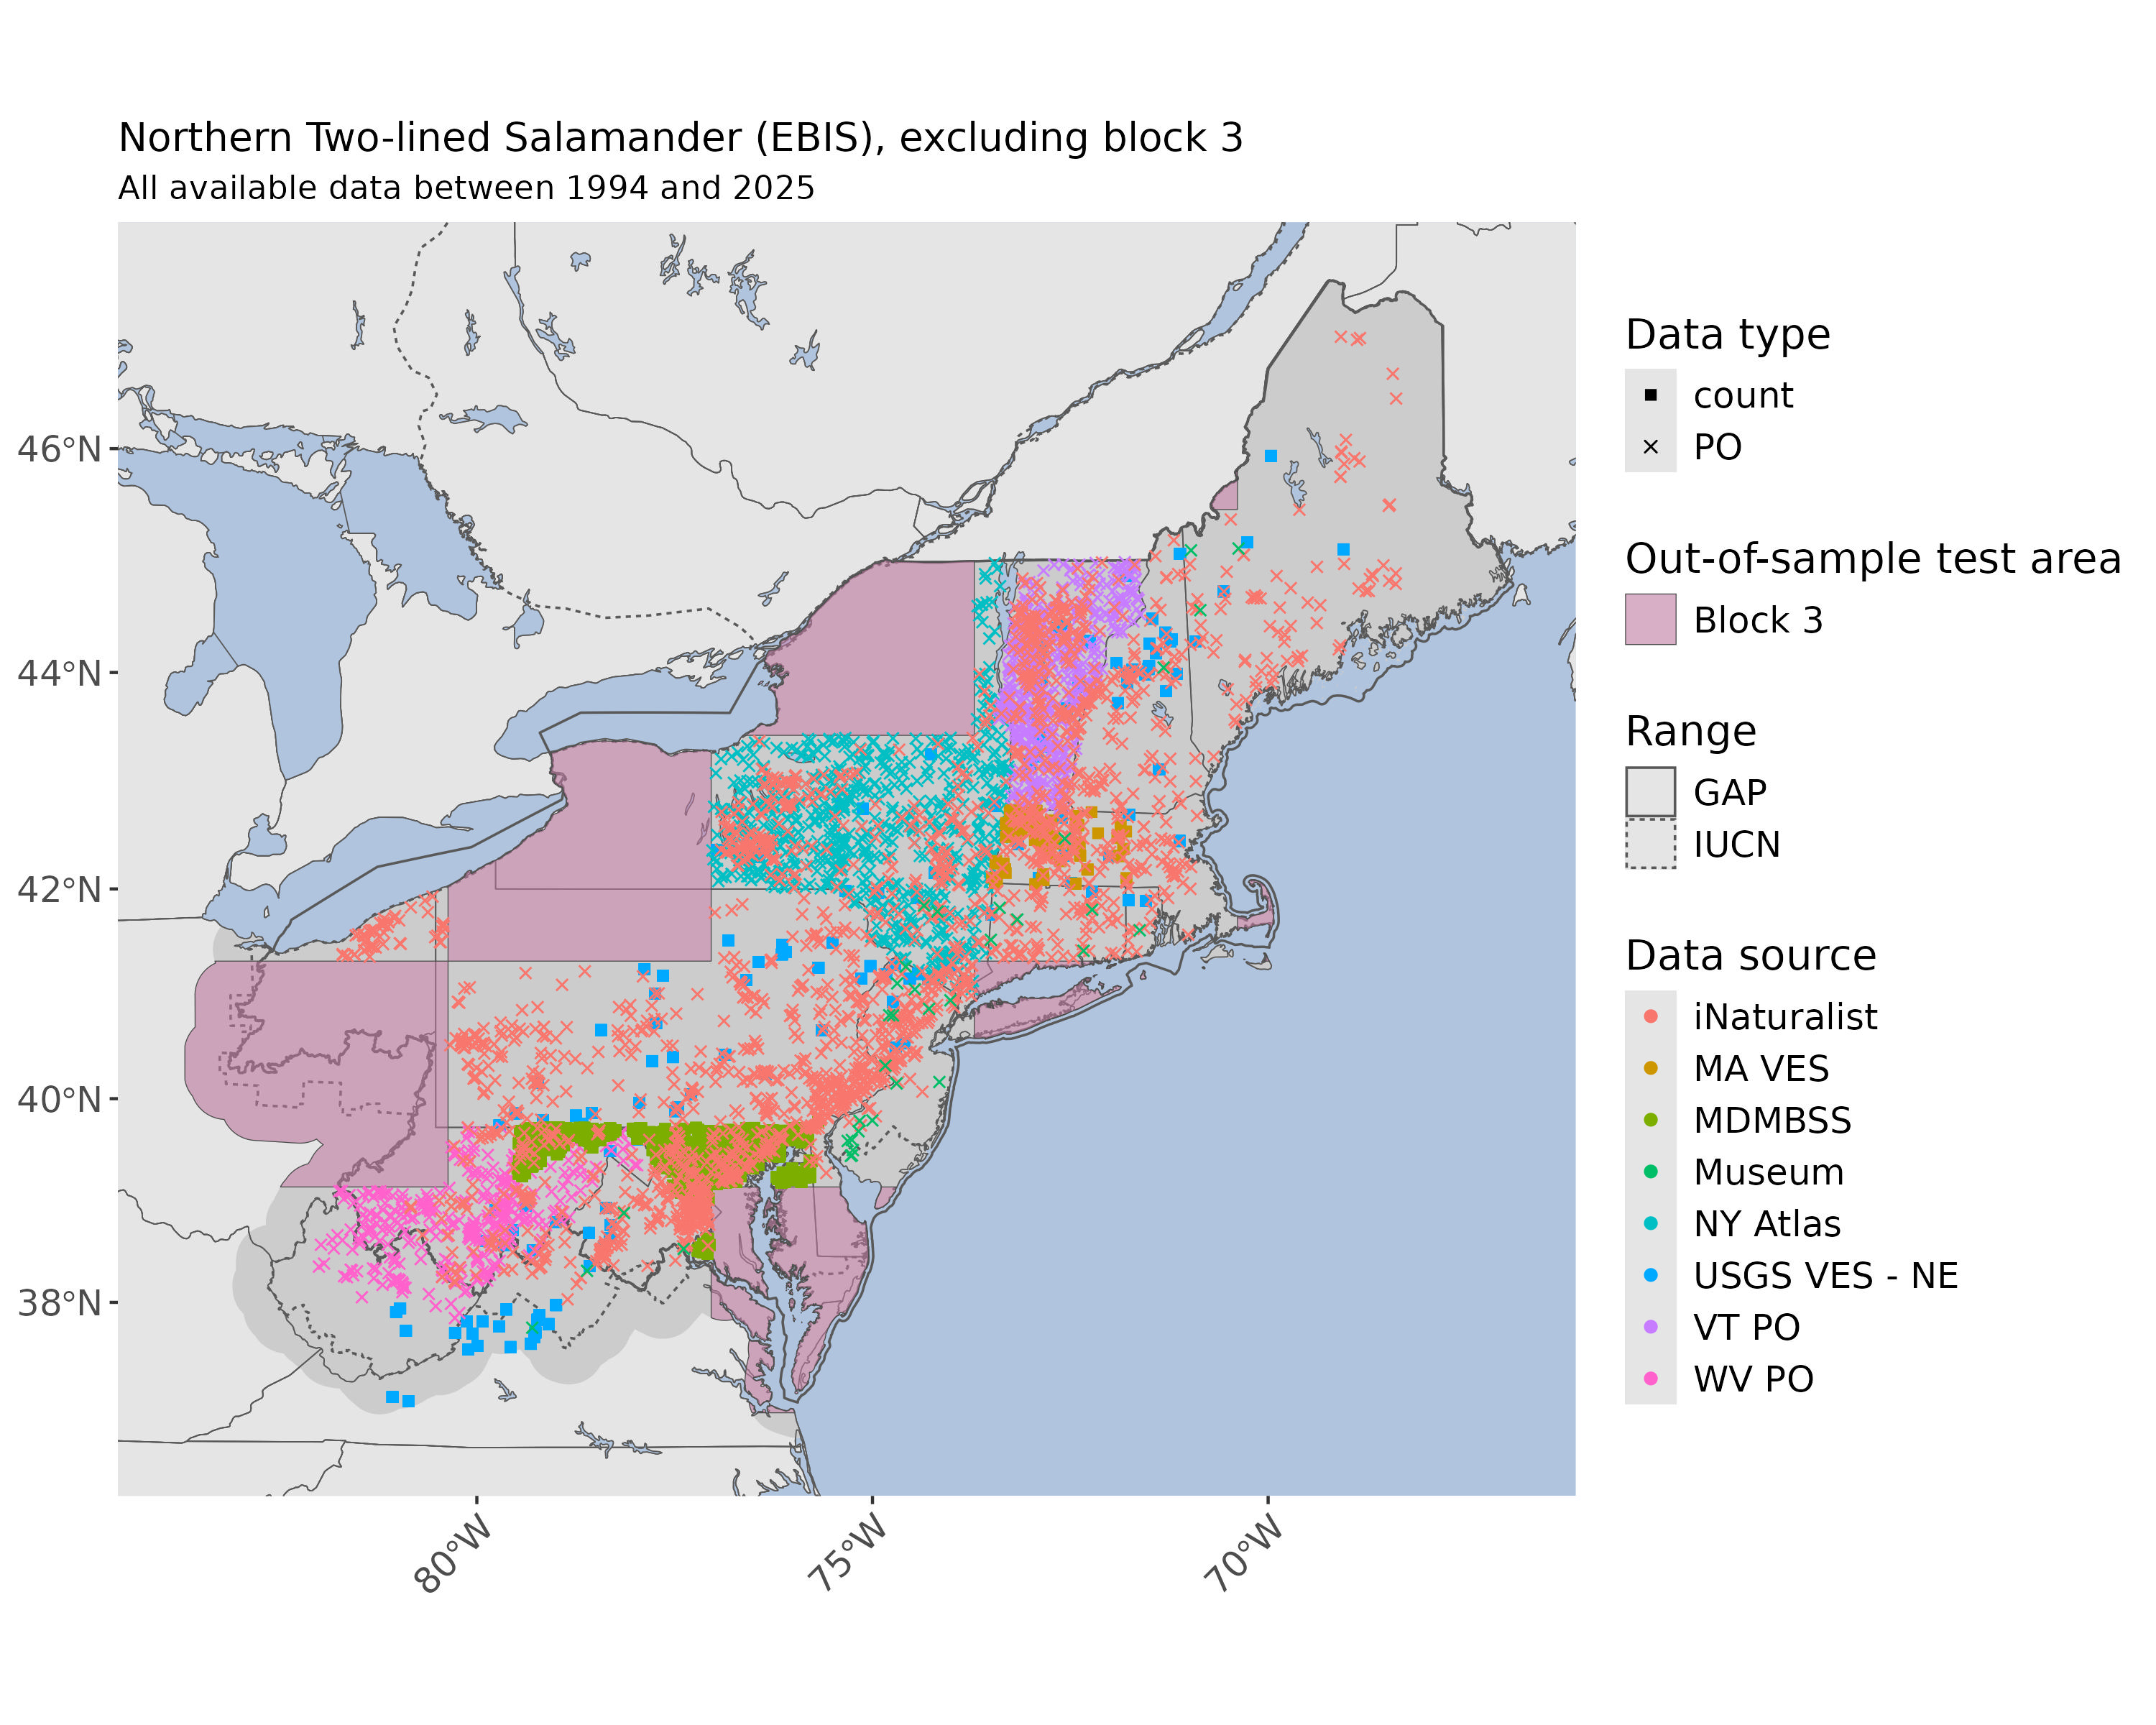 Northern Two-lined Salamander (EBIS), excluding block 3
All available data between 1994 and 2025
46°N
44°N
42°N
40°N
38°N
80°W
75°W
70°W
Data type
count
PO
Out-of-sample test area
Block 3
Range
GAP
IUCN
Data source
iNaturalist
MA VES
MDMBSS
Museum
NY Atlas
USGS VES - NE
VT PO
WV PO